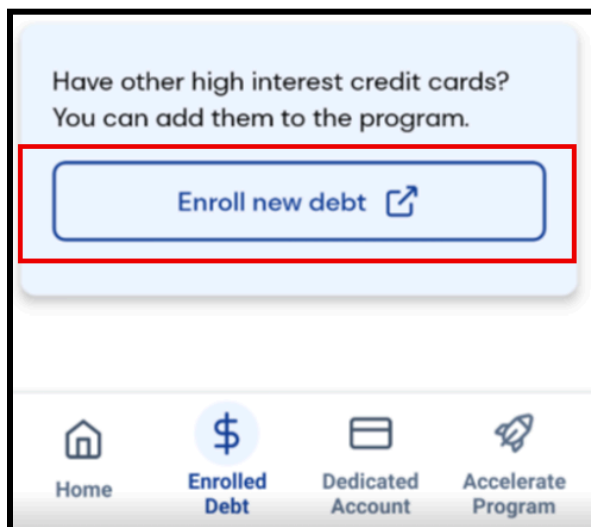 Have other high interest credit cards?
You can add them to the program.
Enroll new debt
Home
Enrolled
Debt
Dedicated
Account
Accelerate
Program